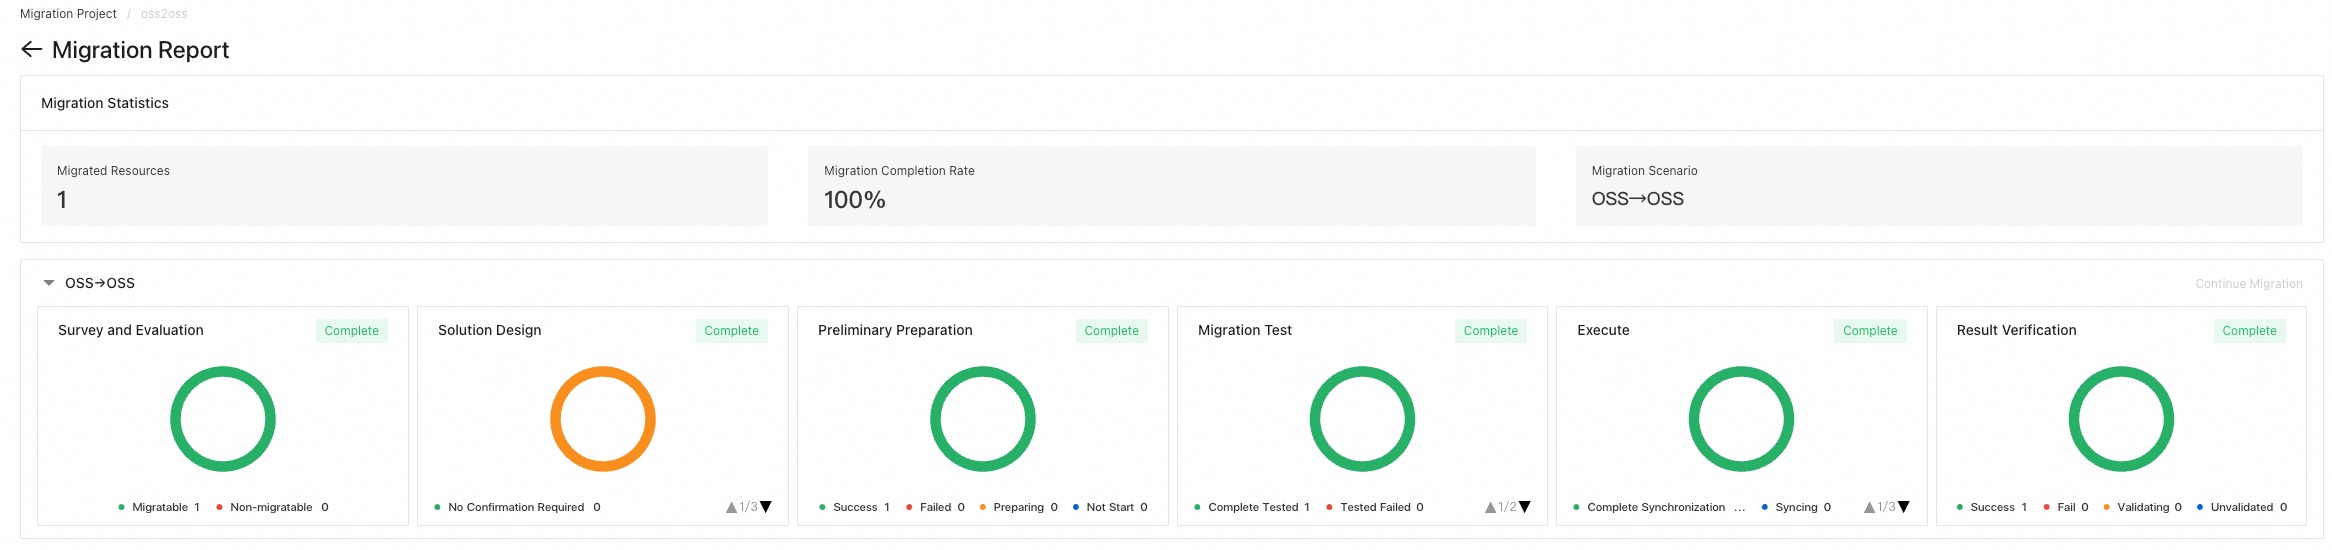 Migration Project / oss2oss
← Migration Report
Migration Statistics
Migrated Resources
1
Migration Completion Rate
100%
Migration Scenario
OSS→OSS
OSS→OSS
Continue Migration
Survey and Evaluation Complete
Migratable 1 Non-migratable 0
Solution Design Complete
No Confirmation Required 0 1/3
Preliminary Preparation Complete
Success 1 Failed 0 Preparing 0 Not Start 0
Migration Test Complete
Complete Tested 1 Tested Failed 0 1/2
Execute Complete
Complete Synchronization ... Syncing 0 1/3
Result Verification Complete
Success 1 Fail 0 Validating 0 Unvalidated 0